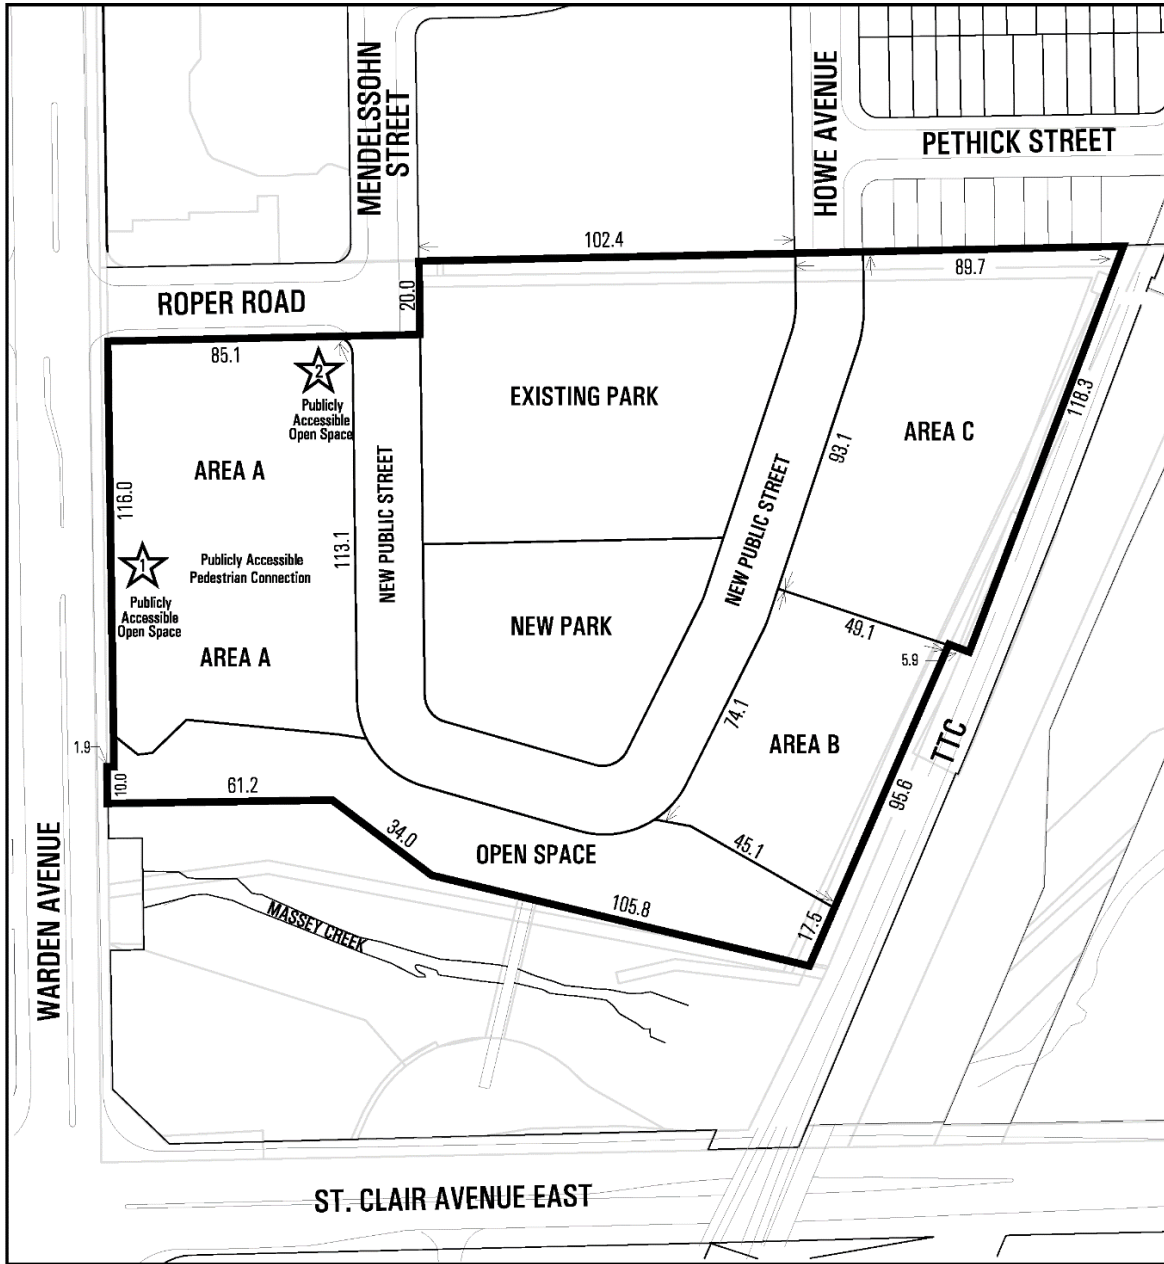 MENDELSSOHN
STREET
HOWE AVENUE
PETHICK STREET
102.4
89.7
ROPER ROAD
20.0
85.1
2
Publicly
Accessible
Open Space
EXISTING PARK
118.3
AREA C
AREA A
93.1
116.0
NEW PUBLIC STREET
113.1
NEW PUBLIC STREET
1
Publicly Accessible
Pedestrian Connection
Publicly
Accessible
Open Space
NEW PARK
49.1
5.9
AREA A
74.1
TTC
AREA B
1.9
10.0
61.2
95.6
34.0
45.1
OPEN SPACE
105.8
17.5
MASSEY CREEK
WARDEN AVENUE
ST. CLAIR AVENUE EAST